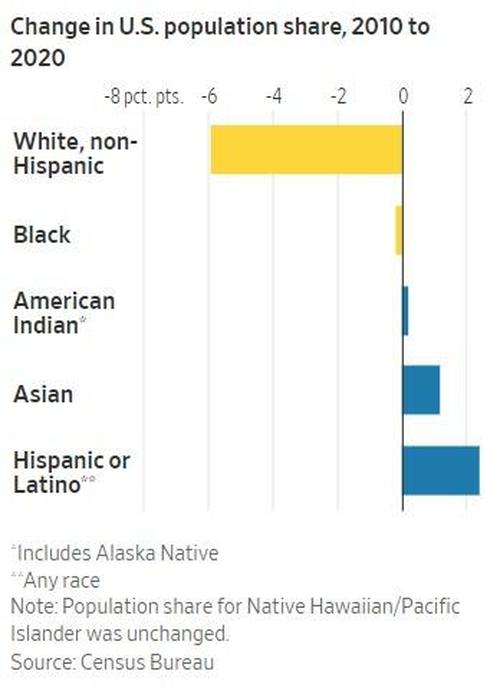 Change in U.S. population share, 2010 to
2020
-8 pct. pts. -6 -4 -2 0 2
White, non-
Hispanic
Black
American
Indian*
Asian
Hispanic or
Latino**
*Includes Alaska Native
**Any race
Note: Population share for Native Hawaiian/Pacific
Islander was unchanged.
Source: Census Bureau